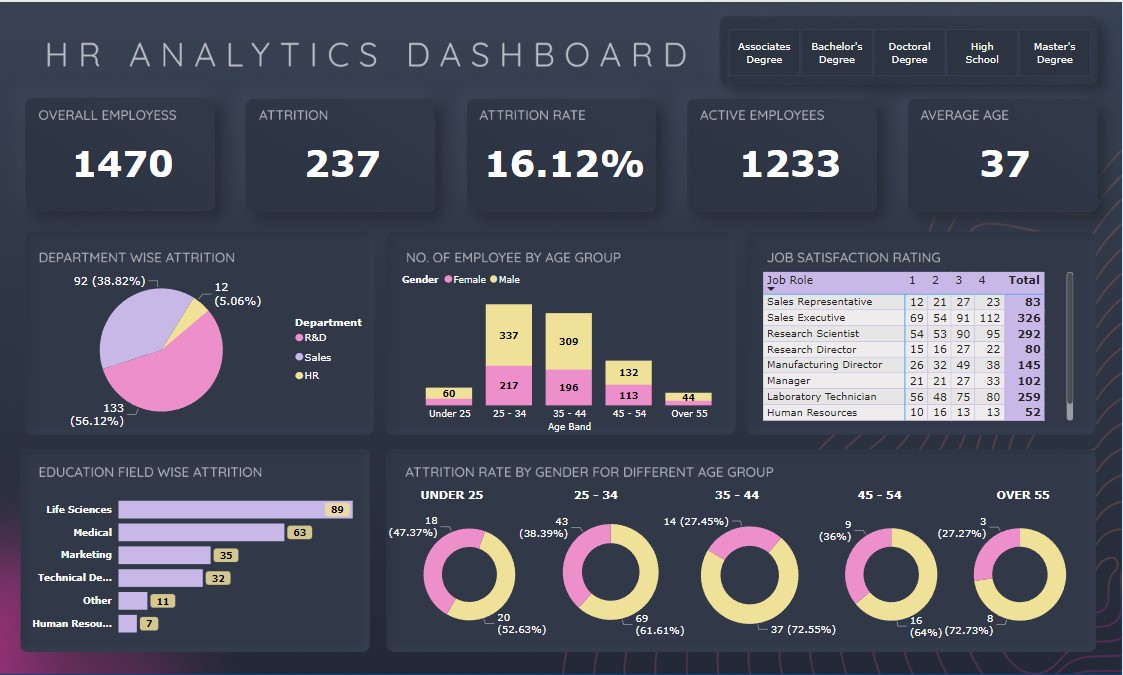 HR ANALYTICS DASHBOARD
Associates
Degree
Bachelor's
Degree
Doctoral
Degree
High
School
Master's
Degree
OVERALL EMPLOYESS
1470
ATTRITION
237
ATTRITION RATE
16.12%
ACTIVE EMPLOYEES
1233
AVERAGE AGE
37
DEPARTMENT WISE ATTRITION
92 (38.82%)
12
(5.06%)
133
(56.12%)
Department
R&D
Sales
HR
NO. OF EMPLOYEE BY AGE GROUP
Gender Female Male
60
337
217
309
196
132
113
44
Under 25 25 - 34 35 - 44 45 - 54 Over 55
Age Band
JOB SATISFACTION RATING
Job Role 1 2 3 4 Total
Sales Representative 12 21 27 23 83
Sales Executive 69 54 91 112 326
Research Scientist 54 53 90 95 292
Research Director 15 16 27 22 80
Manufacturing Director 26 32 49 38 145
Manager 21 21 27 33 102
Laboratory Technician 56 48 75 80 259
Human Resources 10 16 13 13 52
EDUCATION FIELD WISE ATTRITION
Life Sciences 89
Medical 63
Marketing 35
Technical De... 32
Other 11
Human Resou... 7
ATTRITION RATE BY GENDER FOR DIFFERENT AGE GROUP
UNDER 25
18
(47.37%)
20
(52.63%)
25 - 34
43
(38.39%)
69
(61.61%)
35 - 44
14 (27.45%)
37 (72.55%)
45 - 54
9
(36%)
16
(64%)
OVER 55
3
(27.27%)
8
(72.73%)